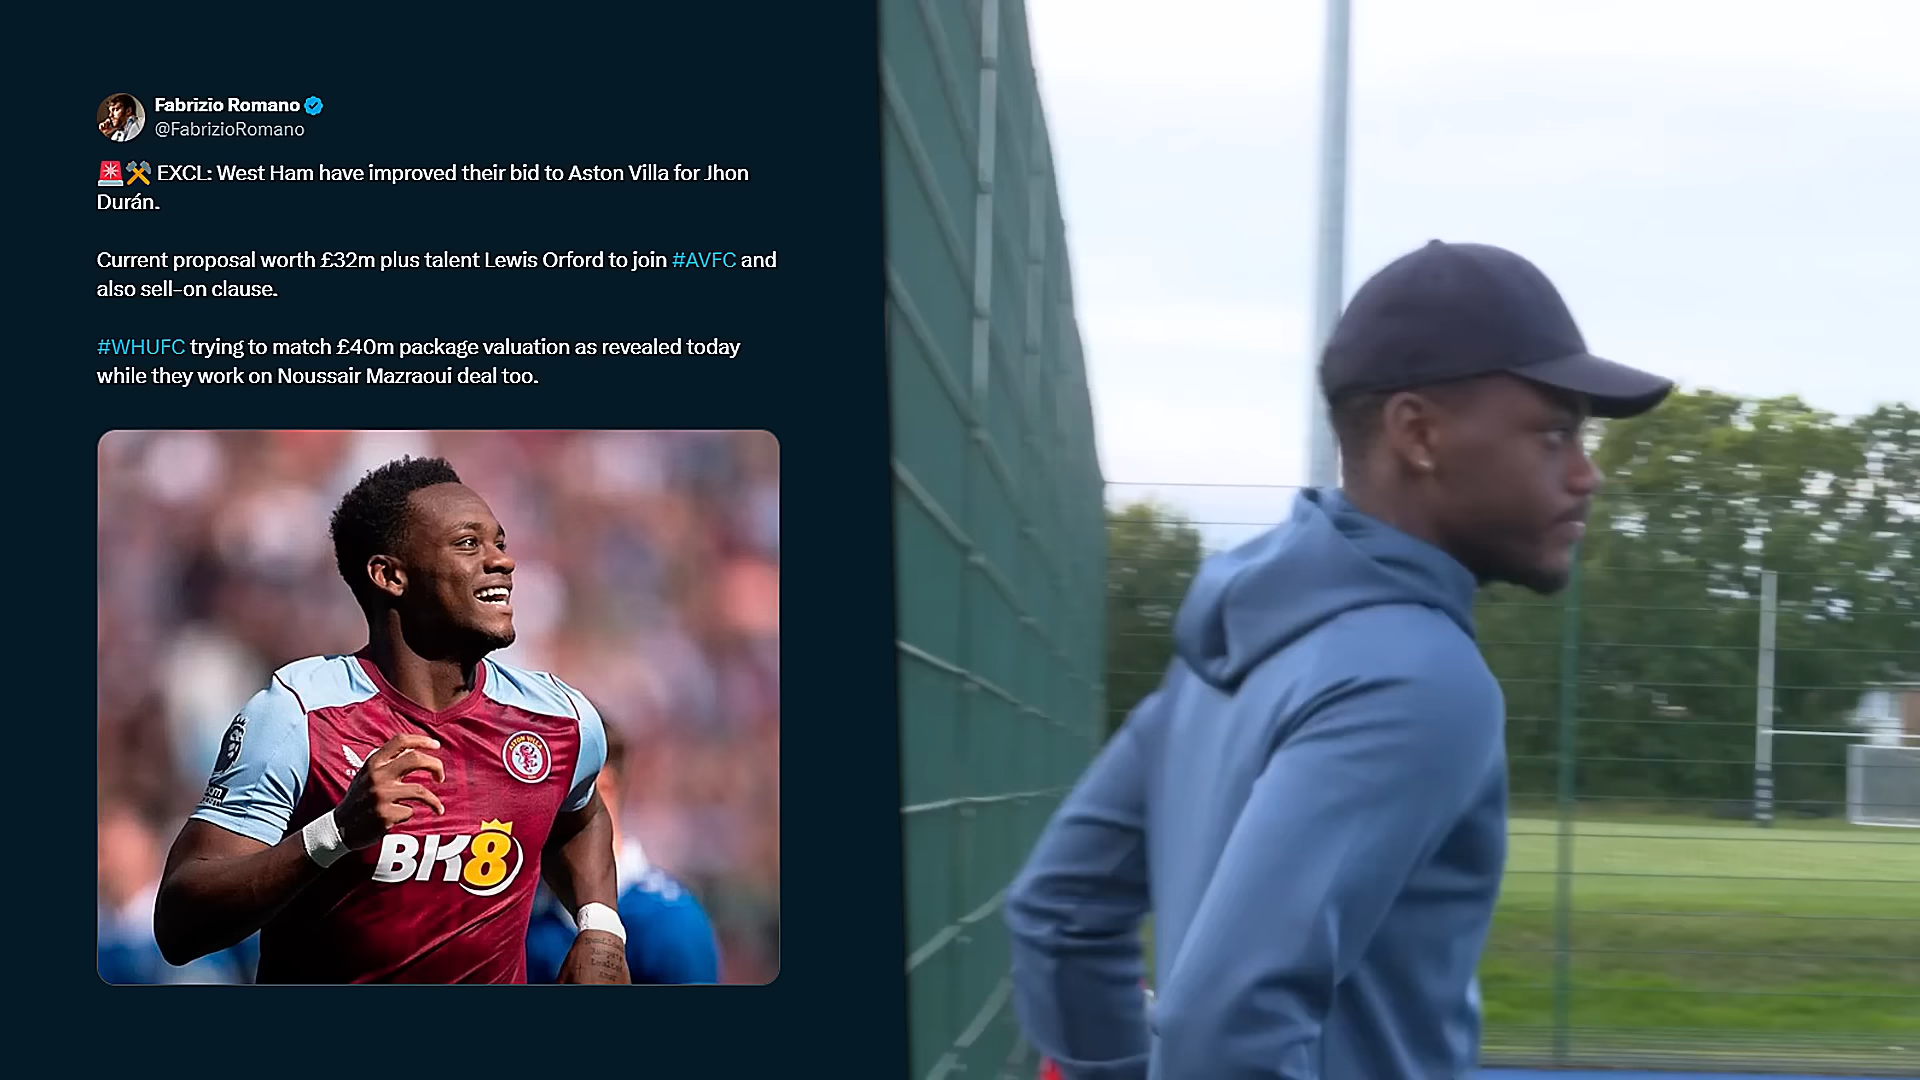 Fabrizio Romano
@FabrizioRomano
🚨⚒️ EXCL: West Ham have improved their bid to Aston Villa for Jhon
Durán.
Current proposal worth £32m plus talent Lewis Orford to join #AVFC and
also sell-on clause.
#WHUFC trying to match £40m package valuation as revealed today
while they work on Noussair Mazraoui deal too.
ASTON VILLA
BK8